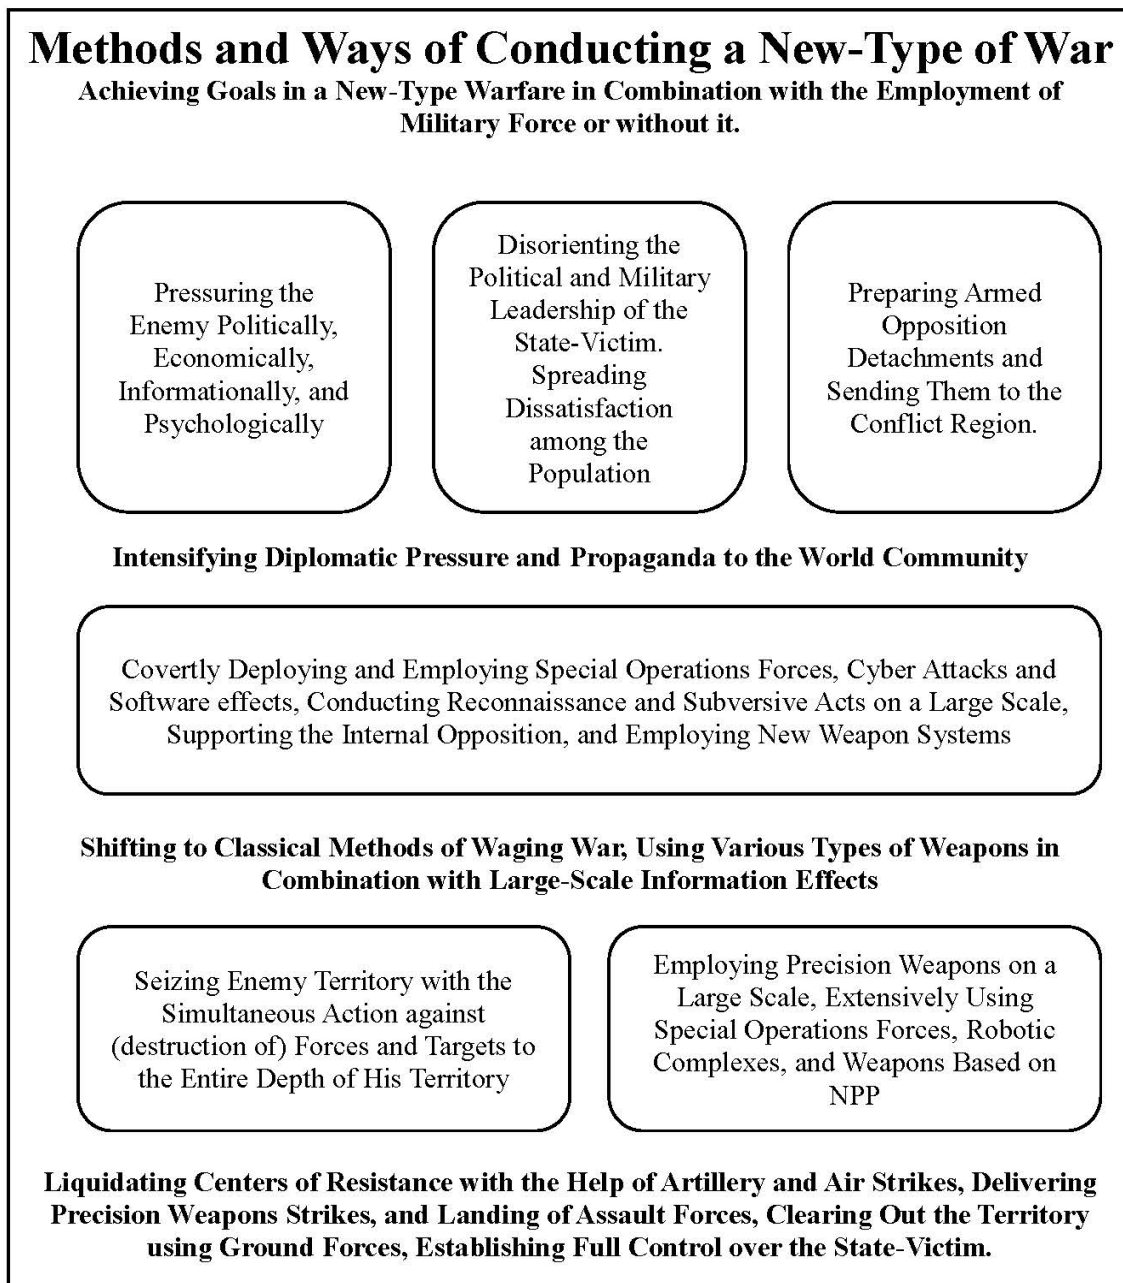 Methods and Ways of Conducting a New-Type of War
Achieving Goals in a New-Type Warfare in Combination with the Employment of
Military Force or without it.
Pressuring the
Enemy Politically,
Economically,
Informationally, and
Psychologically
Disorienting the
Political and Military
Leadership of the
State-Victim.
Spreading
Dissatisfaction
among the
Population
Preparing Armed
Opposition
Detachments and
Sending Them to the
Conflict Region.
Intensifying Diplomatic Pressure and Propaganda to the World Community
Covertly Deploying and Employing Special Operations Forces, Cyber Attacks and
Software effects, Conducting Reconnaissance and Subversive Acts on a Large Scale,
Supporting the Internal Opposition, and Employing New Weapon Systems
Shifting to Classical Methods of Waging War, Using Various Types of Weapons in
Combination with Large-Scale Information Effects
Seizing Enemy Territory with the
Simultaneous Action against
(destruction of) Forces and Targets to
the Entire Depth of His Territory
Employing Precision Weapons on a
Large Scale, Extensively Using
Special Operations Forces, Robotic
Complexes, and Weapons Based on
NPP
Liquidating Centers of Resistance with the Help of Artillery and Air Strikes, Delivering
Precision Weapons Strikes, and Landing of Assault Forces, Clearing Out the Territory
using Ground Forces, Establishing Full Control over the State-Victim.